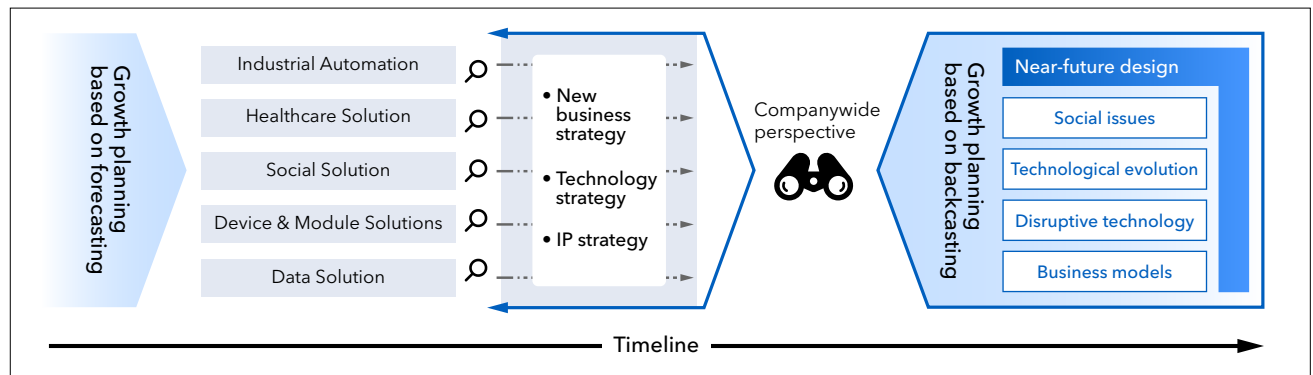 Growth planning
based on forecasting
Industrial Automation
Healthcare Solution
Social Solution
Device & Module Solutions
Data Solution
• New
business
strategy
• Technology
strategy
• IP strategy
Companywide
perspective
Growth planning
based on backcasting
Near-future design
Social issues
Technological evolution
Disruptive technology
Business models
Timeline